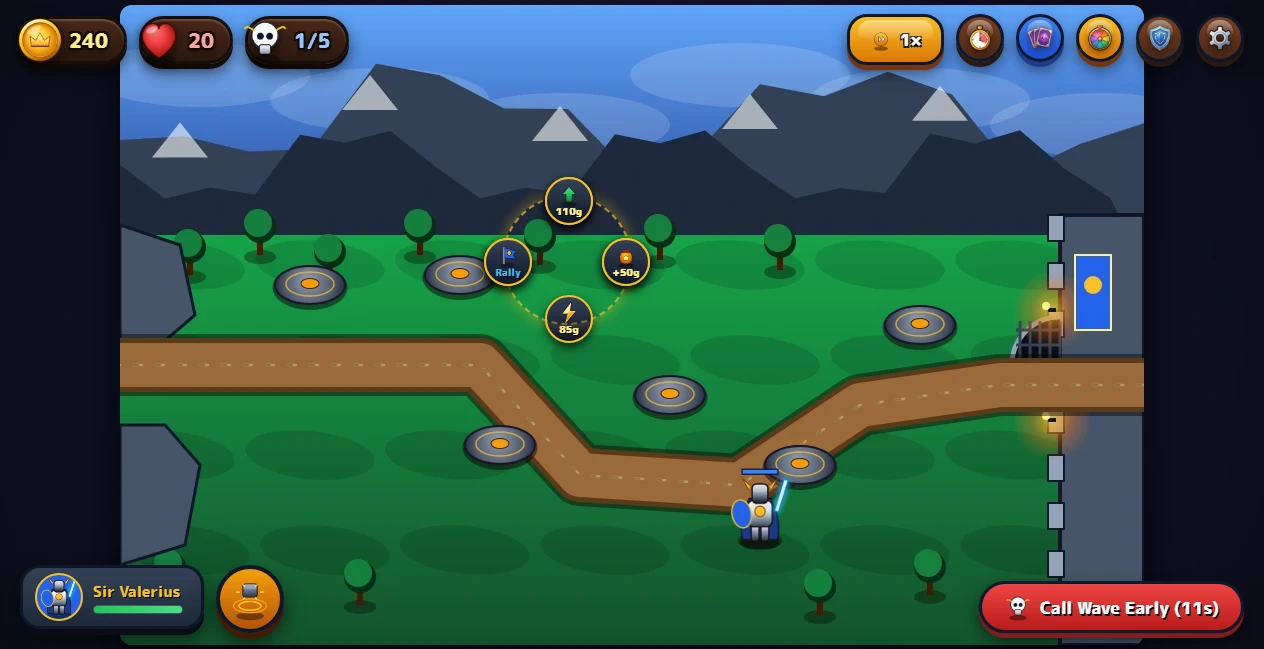 240
20
1/5
1x
110g
Rally
+50g
85g
Sir Valerius
Call Wave Early (11s)